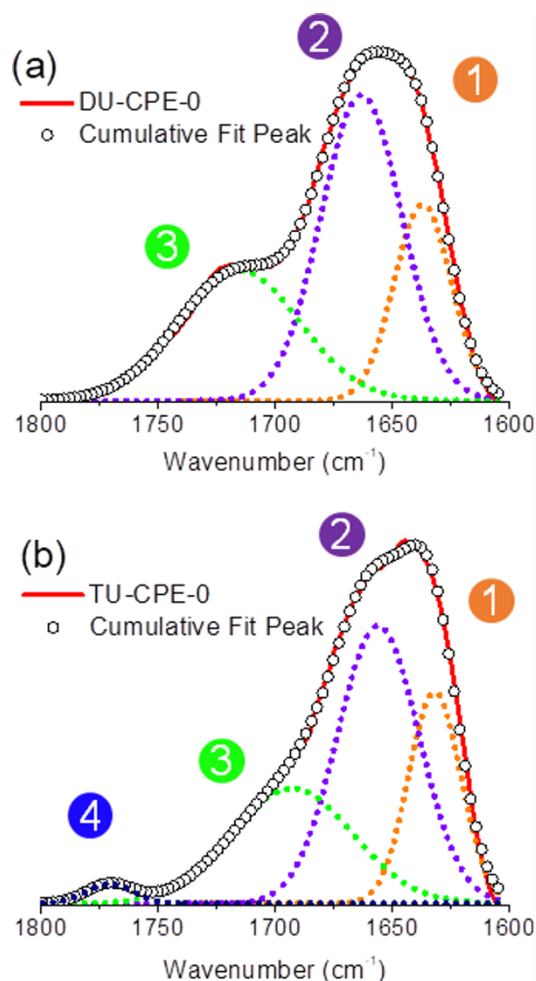 (a)
2
1
DU-CPE-0
Cumulative Fit Peak
3
1800 1750 1700 1650 1600
Wavenumber (cm⁻¹)
(b)
2
1
TU-CPE-0
Cumulative Fit Peak
3
4
1800 1750 1700 1650 1600
Wavenumber (cm⁻¹)